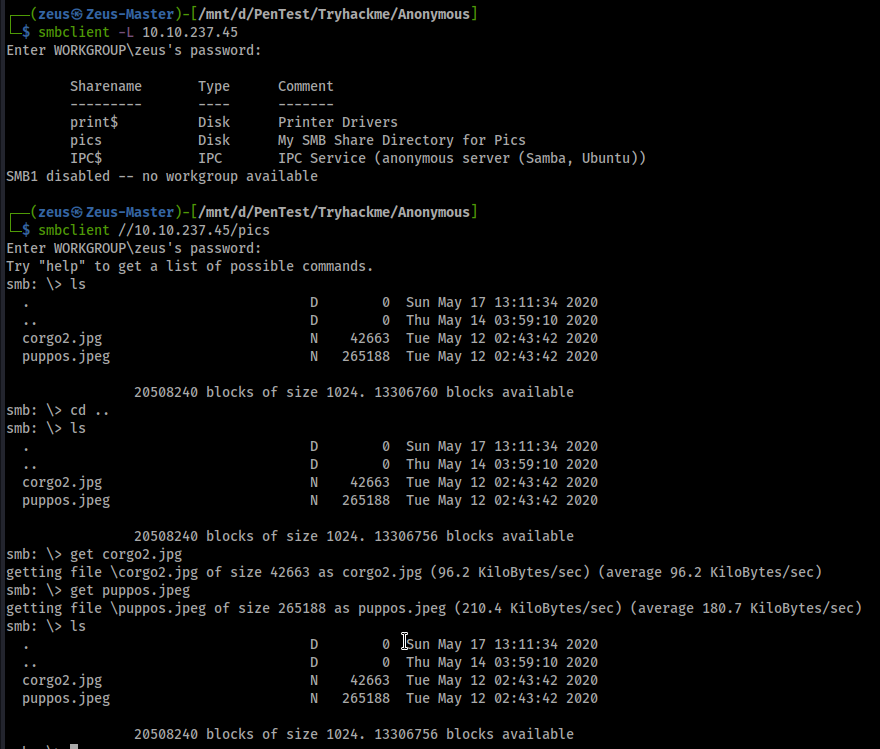 ┌──(zeus㉿Zeus-Master)-[/mnt/d/PenTest/Tryhackme/Anonymous]
└─$ smbclient -L 10.10.237.45
Enter WORKGROUP\zeus's password:

        Sharename       Type      Comment
        ---------       ----      -------
        print$          Disk      Printer Drivers
        pics            Disk      My SMB Share Directory for Pics
        IPC$            IPC       IPC Service (anonymous server (Samba, Ubuntu))
SMB1 disabled -- no workgroup available

┌──(zeus㉿Zeus-Master)-[/mnt/d/PenTest/Tryhackme/Anonymous]
└─$ smbclient //10.10.237.45/pics
Enter WORKGROUP\zeus's password:
Try "help" to get a list of possible commands.
smb: \> ls
  .                                   D        0  Sun May 17 13:11:34 2020
  ..                                  D        0  Thu May 14 03:59:10 2020
  corgo2.jpg                          N    42663  Tue May 12 02:43:42 2020
  puppos.jpeg                         N   265188  Tue May 12 02:43:42 2020

                20508240 blocks of size 1024. 13306760 blocks available
smb: \> cd ..
smb: \> ls
  .                                   D        0  Sun May 17 13:11:34 2020
  ..                                  D        0  Thu May 14 03:59:10 2020
  corgo2.jpg                          N    42663  Tue May 12 02:43:42 2020
  puppos.jpeg                         N   265188  Tue May 12 02:43:42 2020

                20508240 blocks of size 1024. 13306756 blocks available
smb: \> get corgo2.jpg
getting file \corgo2.jpg of size 42663 as corgo2.jpg (96.2 KiloBytes/sec) (average 96.2 KiloBytes/sec)
smb: \> get puppos.jpeg
getting file \puppos.jpeg of size 265188 as puppos.jpeg (210.4 KiloBytes/sec) (average 180.7 KiloBytes/sec)
smb: \> ls
  .                                   D        0  Sun May 17 13:11:34 2020
  ..                                  D        0  Thu May 14 03:59:10 2020
  corgo2.jpg                          N    42663  Tue May 12 02:43:42 2020
  puppos.jpeg                         N   265188  Tue May 12 02:43:42 2020

                20508240 blocks of size 1024. 13306756 blocks available